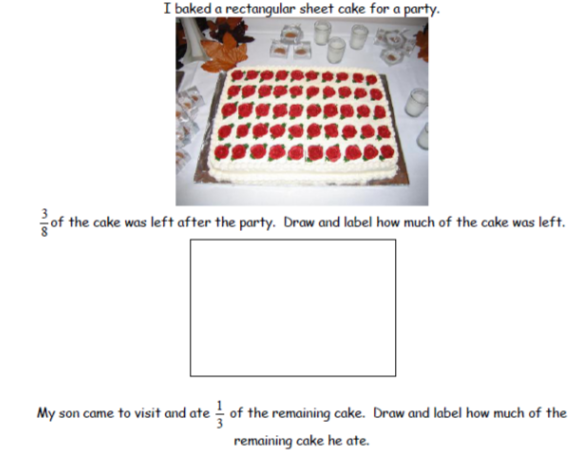 I baked a rectangular sheet cake for a party.
3/8 of the cake was left after the party. Draw and label how much of the cake was left.
My son came to visit and ate 1/3 of the remaining cake. Draw and label how much of the
remaining cake he ate.